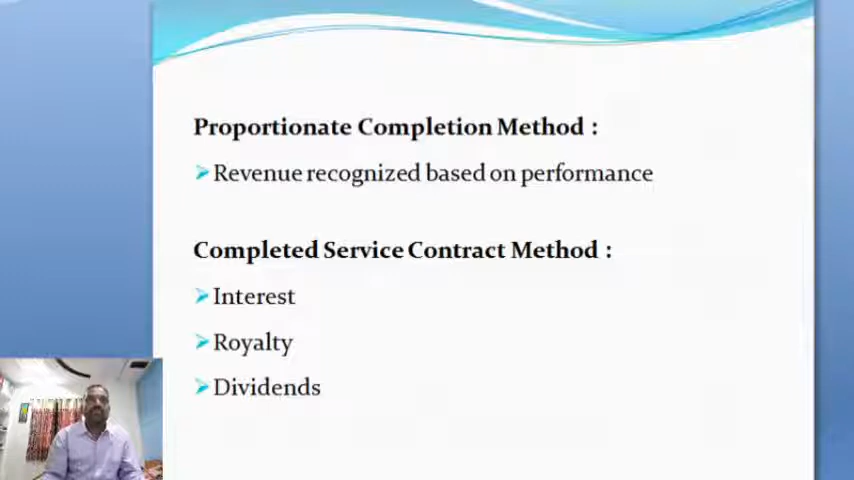 Proportionate Completion Method :
Revenue recognized based on performance
Completed Service Contract Method :
Interest
Royalty
Dividends